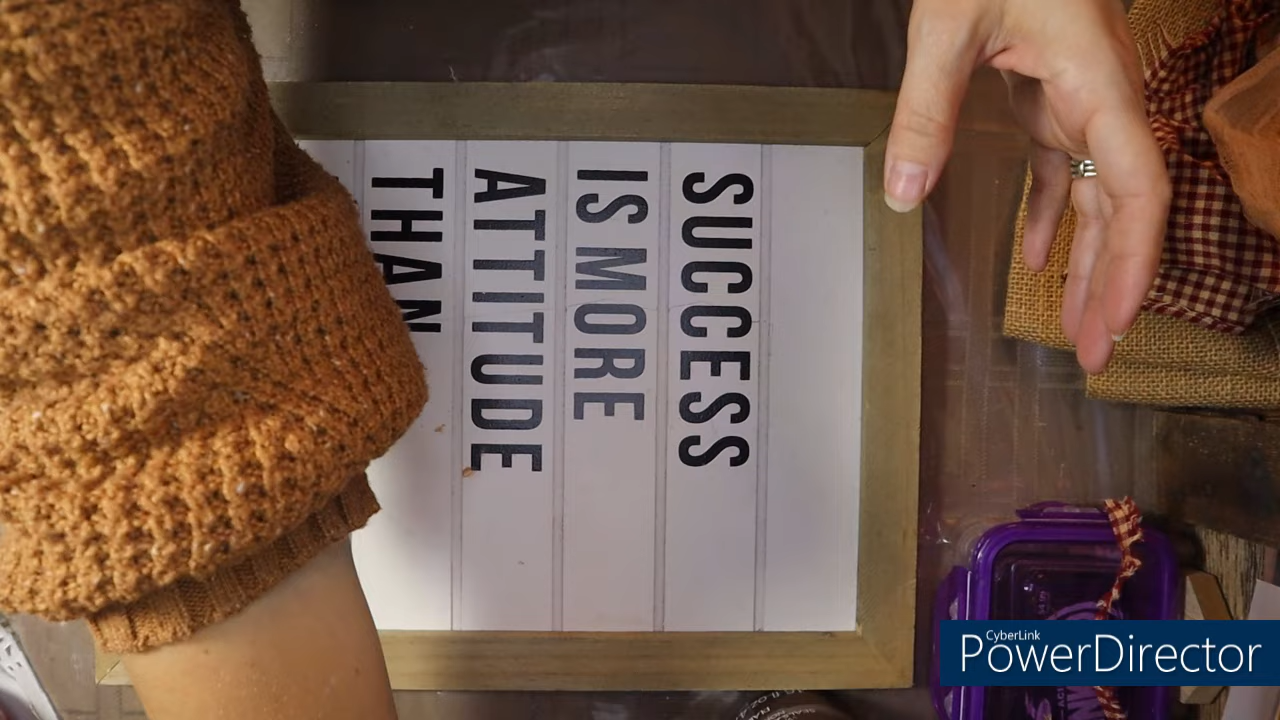 SUCCESS
IS MORE
ATTITUDE
THAN
CyberLink
PowerDirector